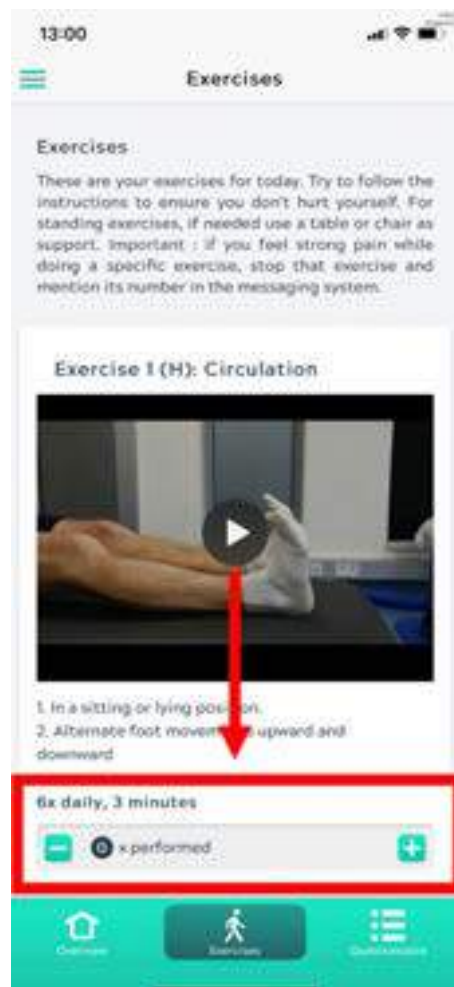 13:00
Exercises
Exercises
These are your exercises for today. Try to follow the
instructions to ensure you don't hurt yourself. For
standing exercises, if needed use a table or chair as
support. Important : if you feel strong pain while
doing a specific exercise, stop that exercise and
mention its number in the messaging system.
Exercise 1 (H): Circulation
1. In a sitting or lying
2. Alternate foot upward and
downward
6x daily, 3 minutes
0 x performed
Overview
Exercises
Questionnaire